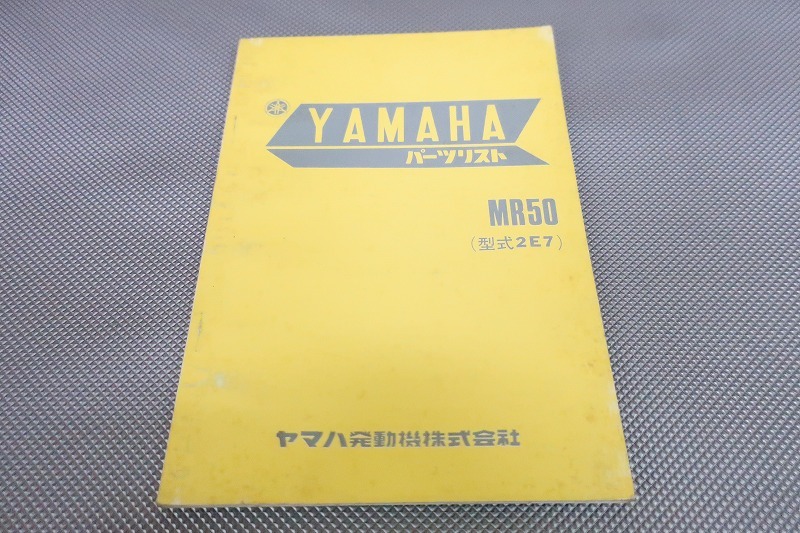 YAMAHA
パーツリスト
MR50
(型式2E7)
ヤマハ発動機株式会社